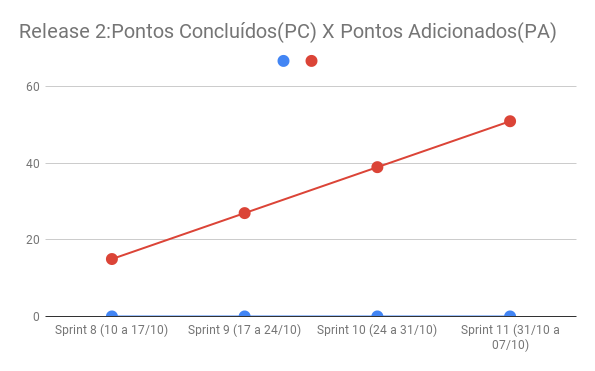 Release 2:Pontos Concluídos(PC) X Pontos Adicionados(PA)
60
40
20
0
Sprint 8 (10 a 17/10)
Sprint 9 (17 a 24/10)
Sprint 10 (24 a 31/10)
Sprint 11 (31/10 a
07/10)